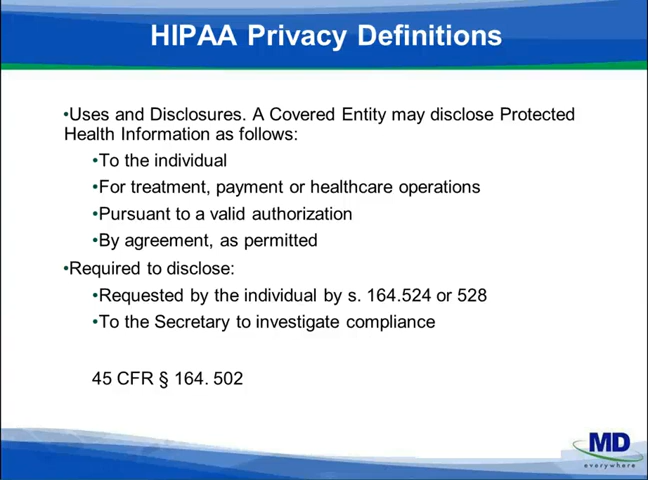 HIPAA Privacy Definitions
•Uses and Disclosures. A Covered Entity may disclose Protected
Health Information as follows:
•To the individual
•For treatment, payment or healthcare operations
•Pursuant to a valid authorization
•By agreement, as permitted
•Required to disclose:
•Requested by the individual by s. 164.524 or 528
•To the Secretary to investigate compliance
45 CFR § 164. 502
MD
everywhere